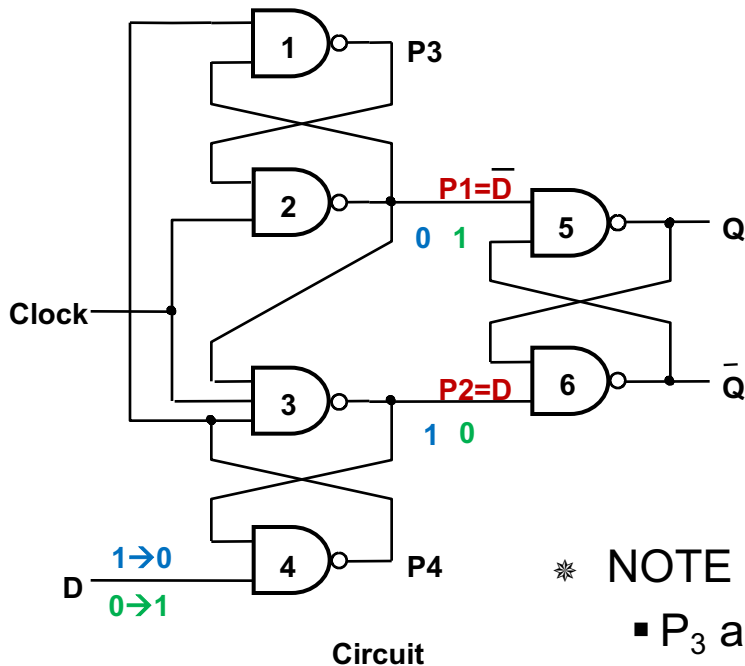 1
P3
2
P1=D̅
0 1
5
Q
Clock
3
P2=D
1 0
6
Q̅
4
P4
1→0
D
0→1
✵ NOTE
▪ P₃ a
Circuit